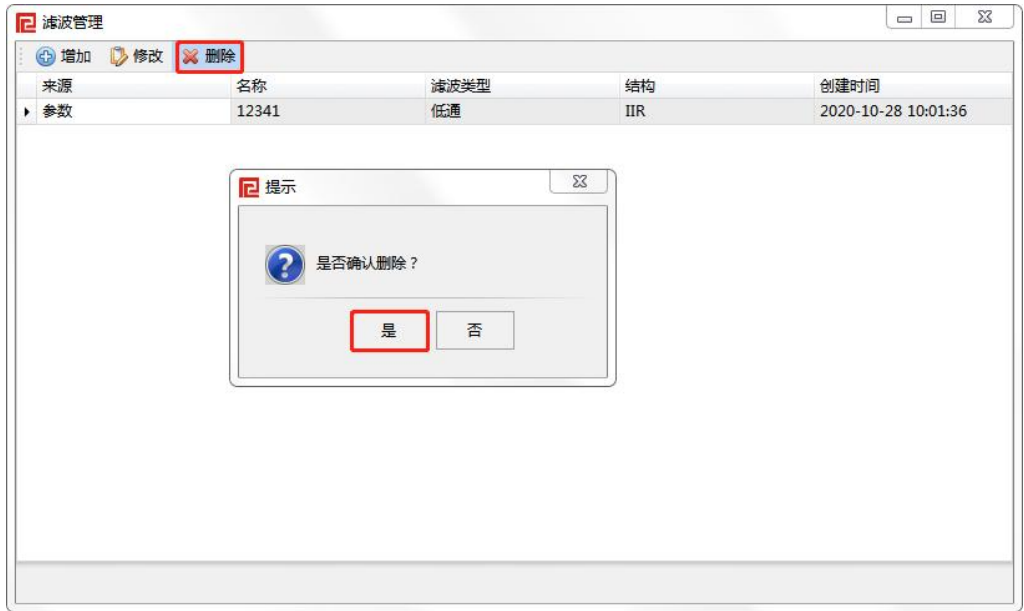 滤波管理
增加 修改 删除
来源 名称 滤波类型 结构 创建时间
参数 12341 低通 IIR 2020-10-28 10:01:36
提示
是否确认删除？
是 否